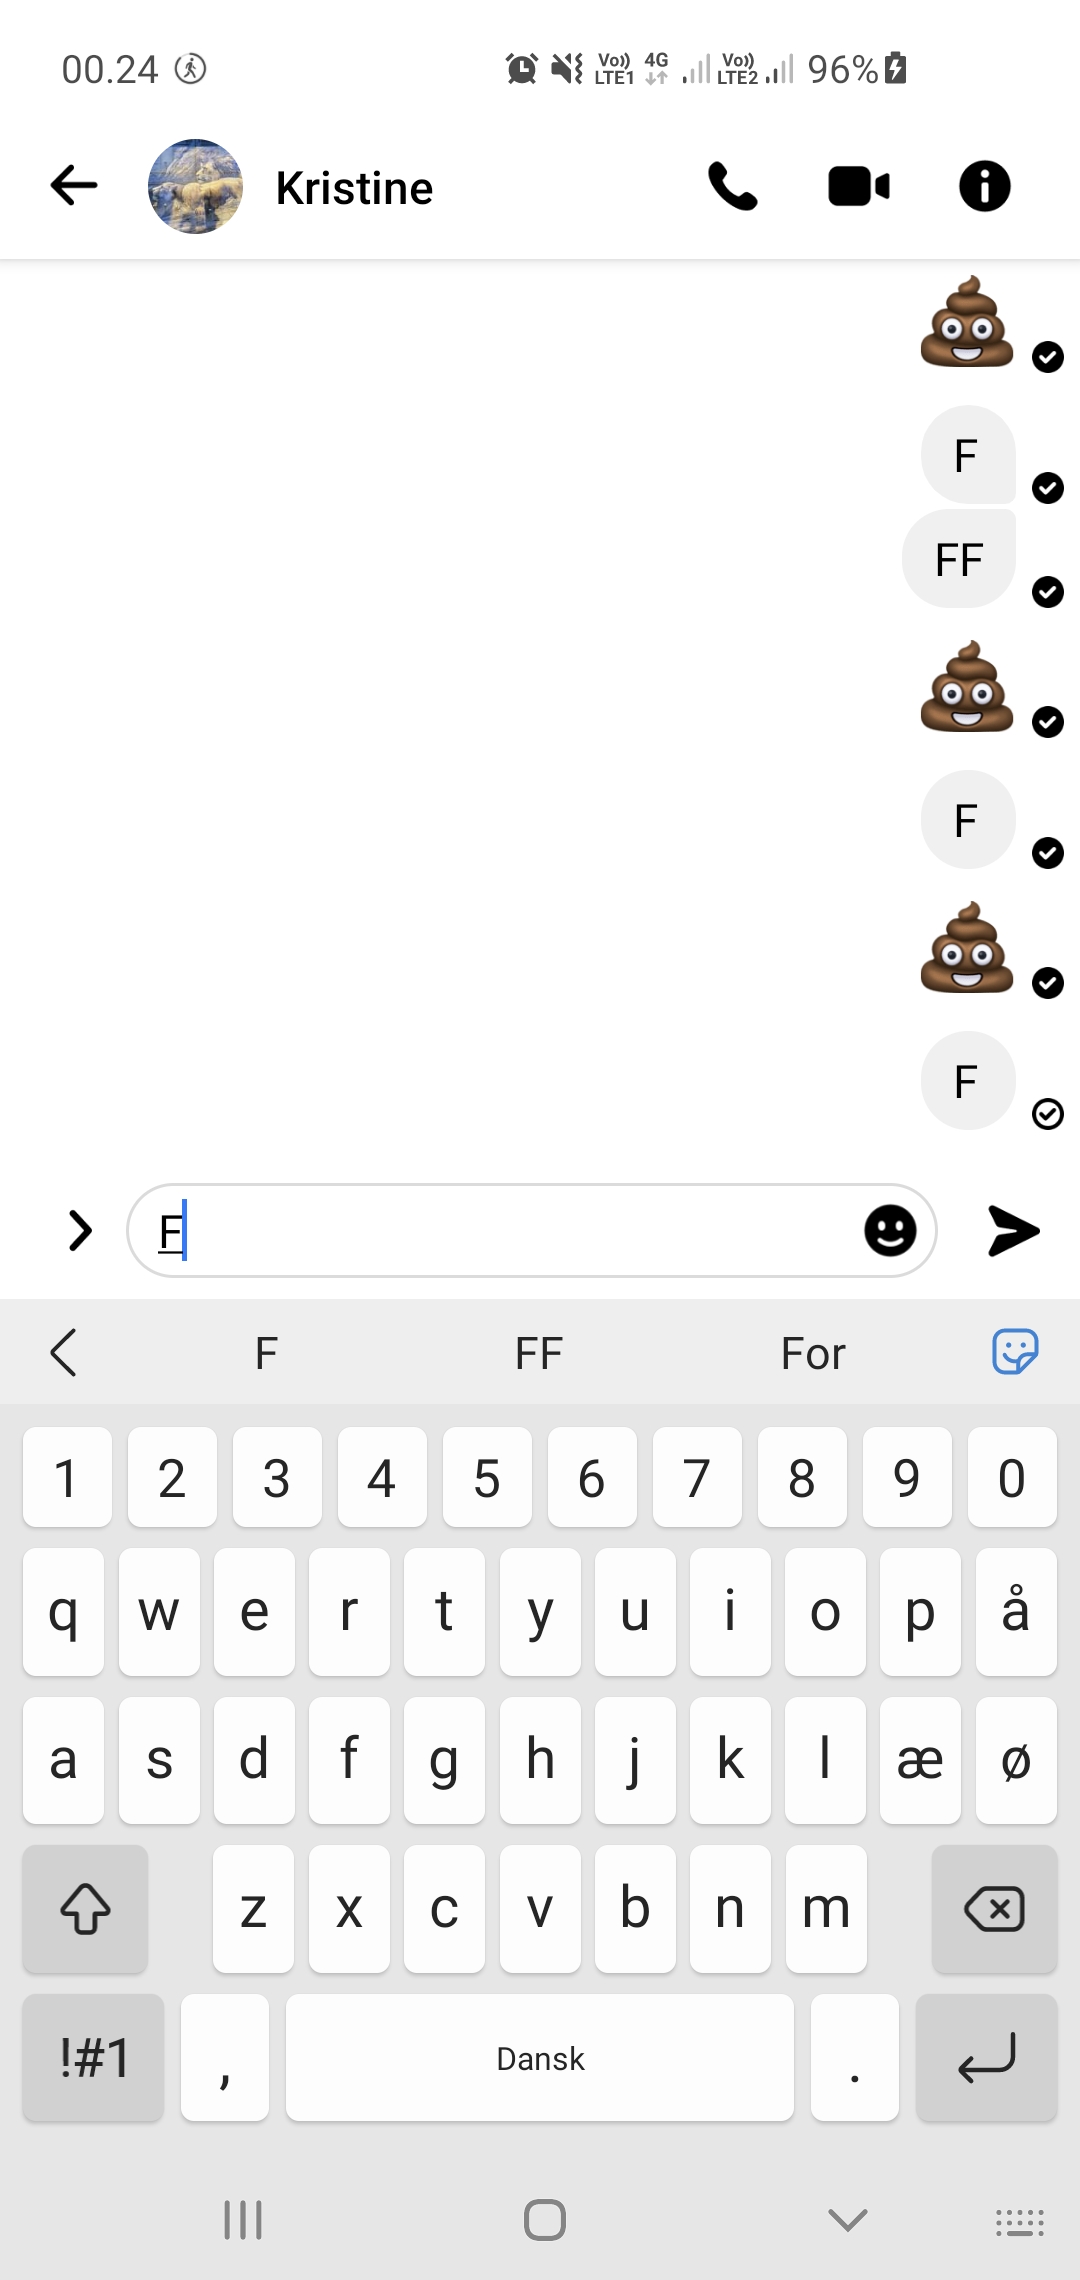 00.24 Vo)) LTE1 4G Vo)) LTE2 96%
Kristine
F
FF
F
F
F
F FF For
1 2 3 4 5 6 7 8 9 0
q w e r t y u i o p å
a s d f g h j k l æ ø
z x c v b n m
!#1 , Dansk .